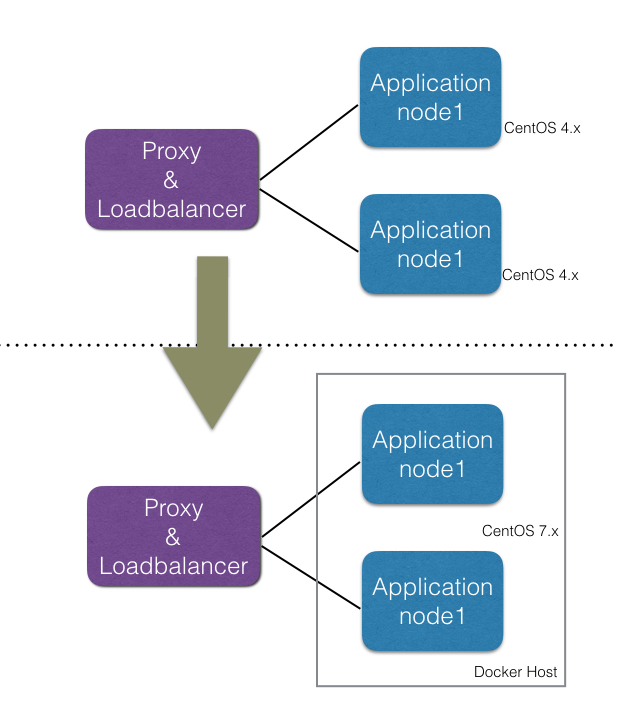 Application
node1
CentOS 4.x
Proxy
&
Loadbalancer
Application
node1
CentOS 4.x
Application
node1
CentOS 7.x
Proxy
&
Loadbalancer
Application
node1
Docker Host